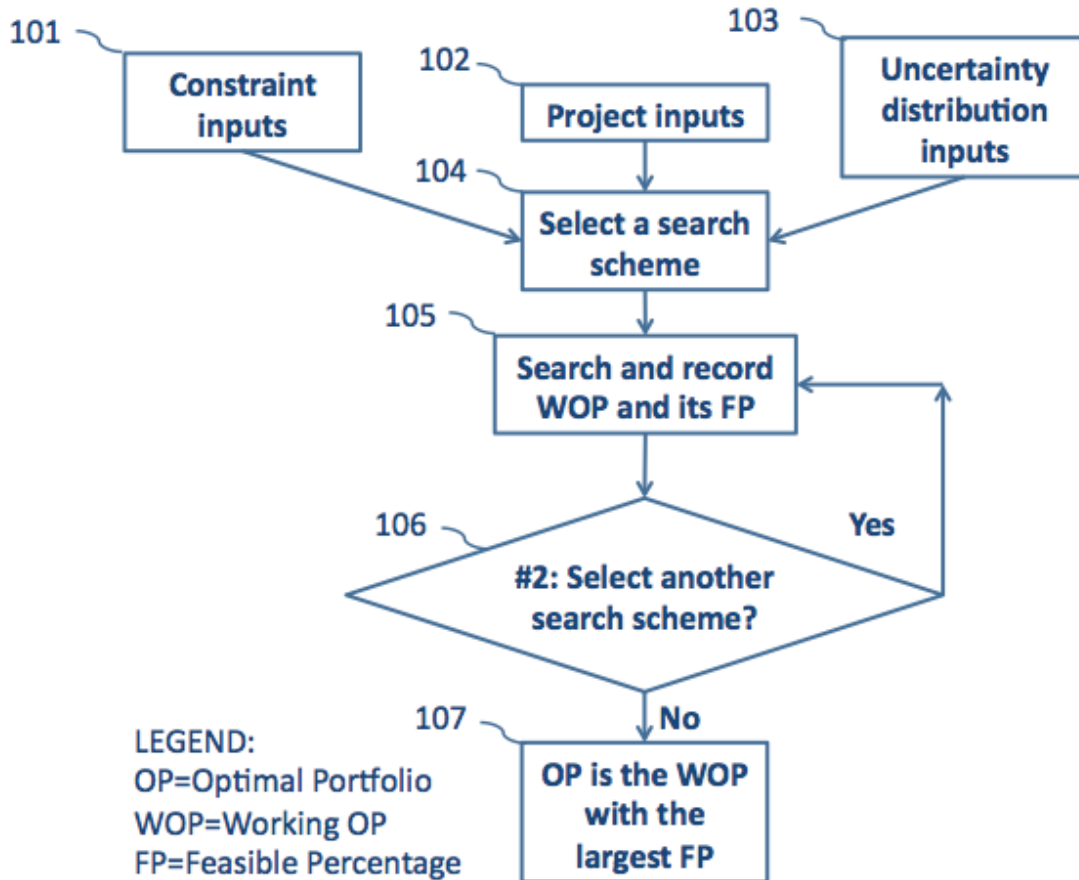 101
Constraint
inputs
102
Project inputs
103
Uncertainty
distribution
inputs
104
Select a search
scheme
105
Search and record
WOP and its FP
106
#2: Select another
search scheme?
Yes
No
107
OP is the WOP
with the
largest FP
LEGEND:
OP=Optimal Portfolio
WOP=Working OP
FP=Feasible Percentage